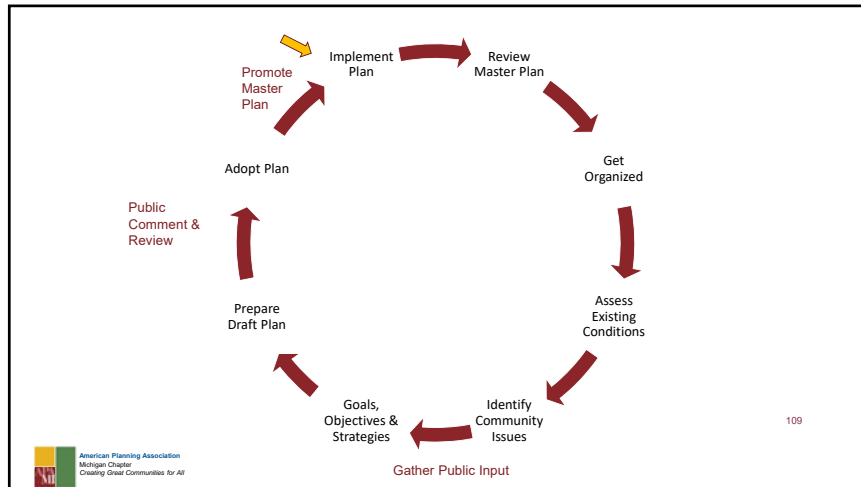 Implement
Plan
Review
Master Plan
Promote
Master
Plan
Get
Organized
Adopt Plan
Public
Comment &
Review
Assess
Existing
Conditions
Prepare
Draft Plan
Identify
Community
Issues
Goals,
Objectives &
Strategies
109
Gather Public Input
American Planning Association
Michigan Chapter
Creating Great Communities for All